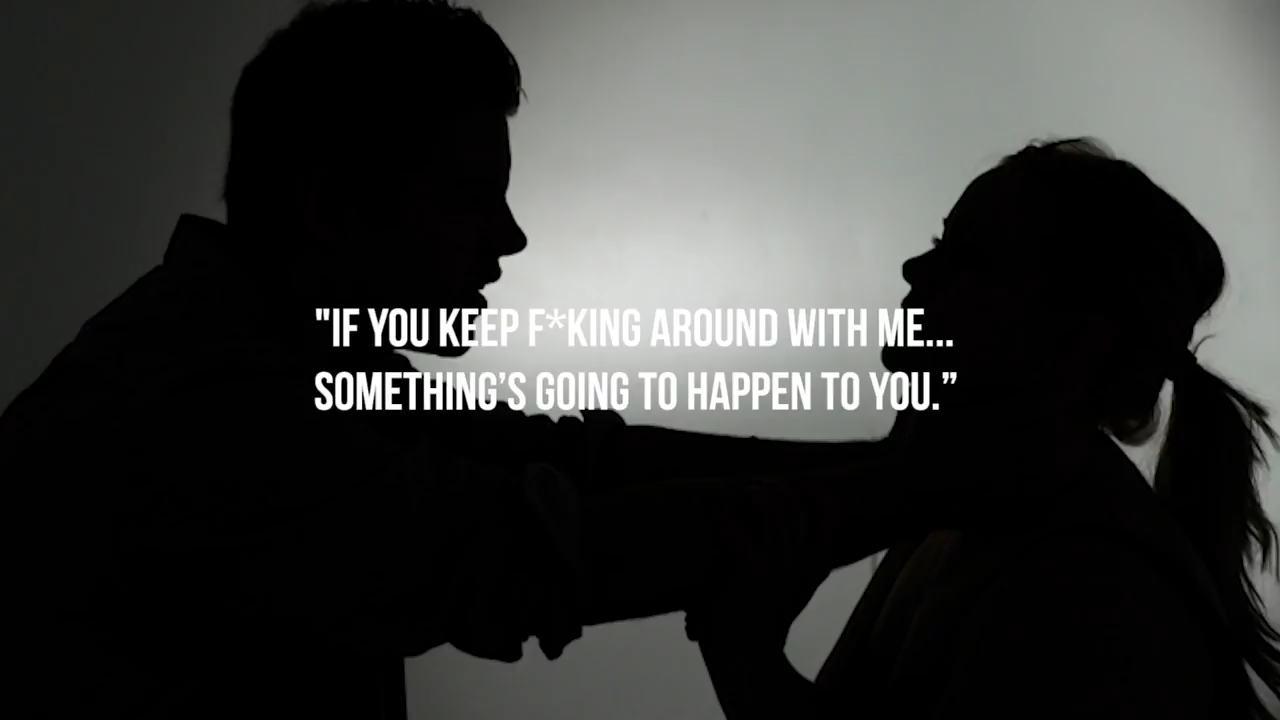 "IF YOU KEEP F*KING AROUND WITH ME...
SOMETHING’S GOING TO HAPPEN TO YOU.”